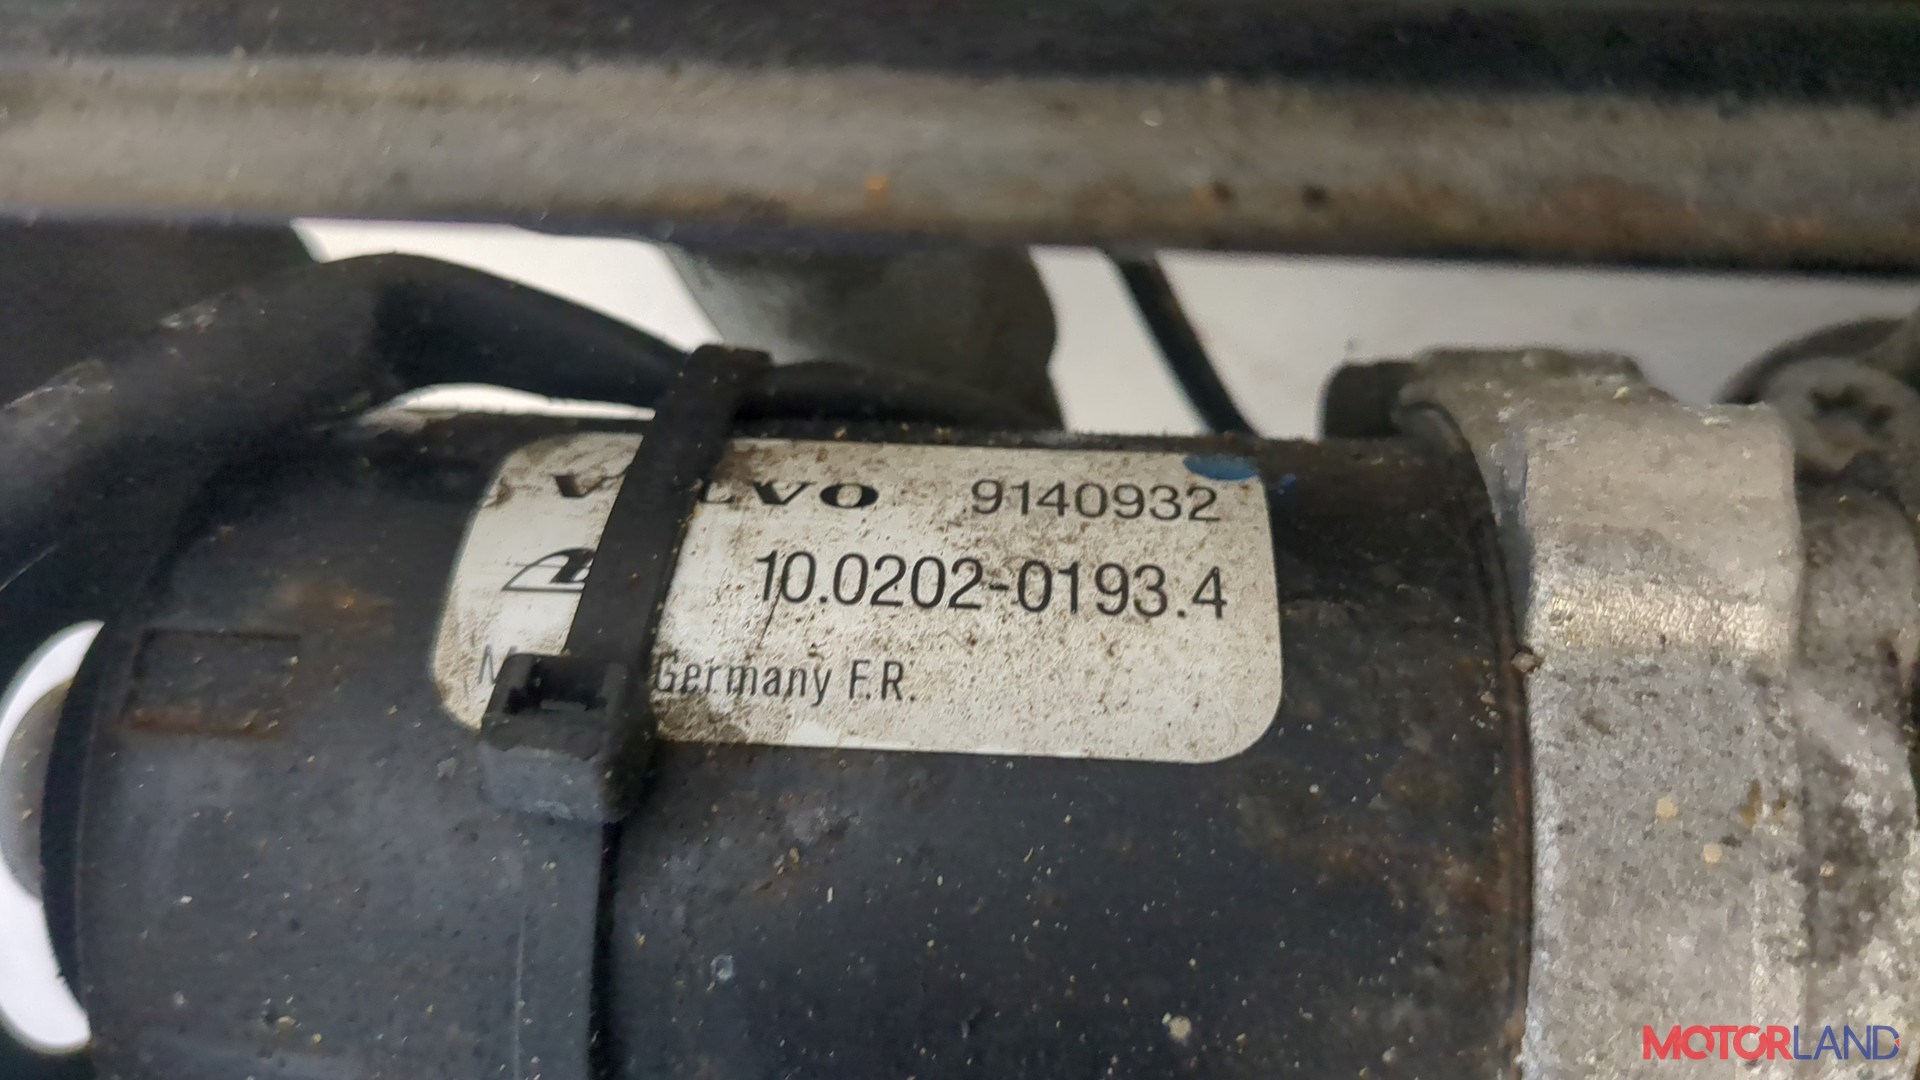 VOLVO 9140932
10.0202-0193.4
Germany F.R.
MOTORLAND